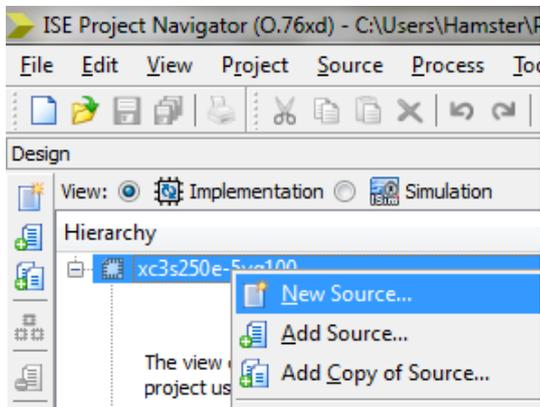 ISE Project Navigator (O.76xd) - C:\Users\Hamster\
File Edit View Project Source Process
Design
View: Implementation Simulation
Hierarchy
xc3s250e-5vq100
New Source...
Add Source...
Add Copy of Source...
The view
project